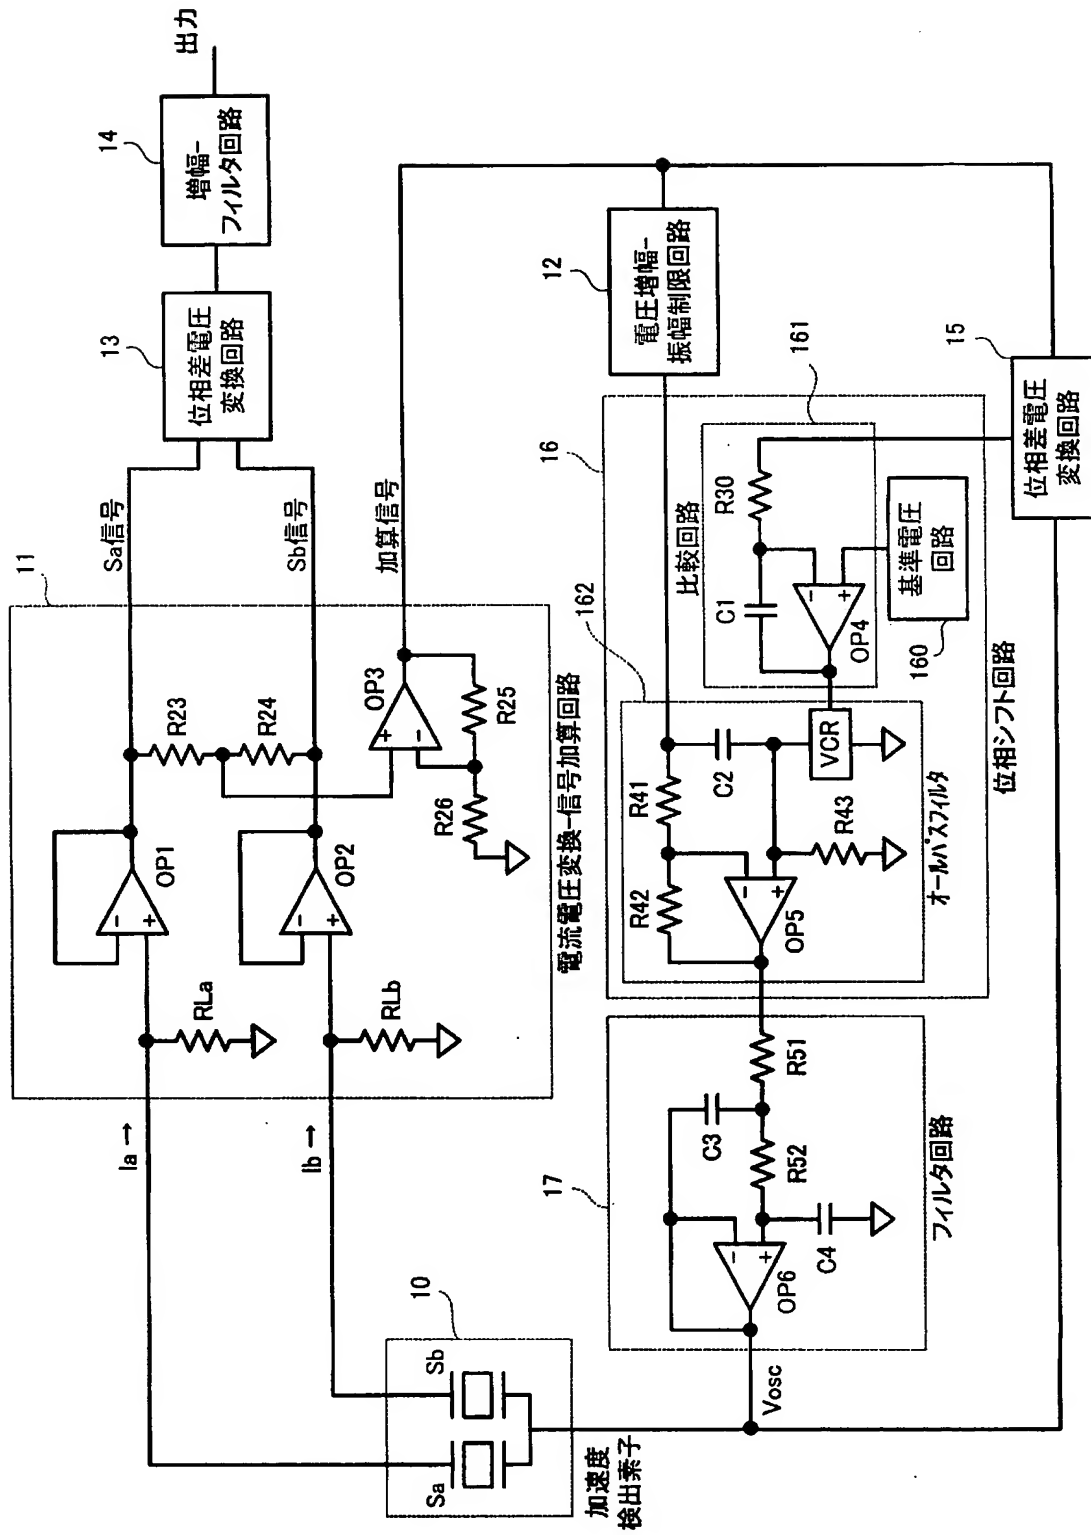 出力
14
増幅-
フィルタ回路
13
位相差電圧
変換回路
11
Sa信号
Sb信号
加算信号
OP1
OP2
OP3
R23
R24
R25
R26
RLa
RLb
Ia →
Ib →
電流電圧変換-信号加算回路
12
電圧増幅-
振幅制限回路
15
位相差電圧
変換回路
16
161
比較回路
R30
C1
OP4
基準電圧
回路
160
162
R41
R42
R43
C2
VCR
OP5
オールパスフィルタ
位相シフト回路
17
R51
R52
C3
C4
OP6
フィルタ回路
Vosc
10
Sa
Sb
加速度
検出素子